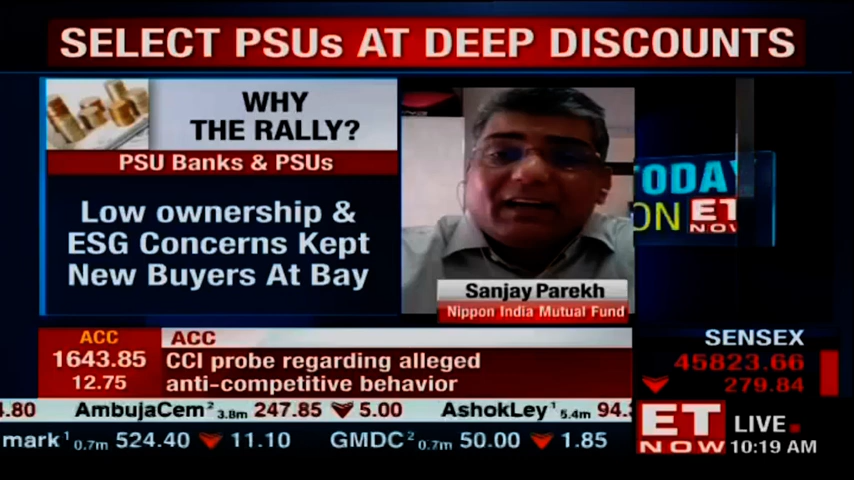 SELECT PSUs AT DEEP DISCOUNTS
WHY
THE RALLY?
PSU Banks & PSUs
Low ownership &
ESG Concerns Kept
New Buyers At Bay
TODAY
ON ET
NOW
Sanjay Parekh
Nippon India Mutual Fund
ACC
1643.85
12.75
ACC
CCI probe regarding alleged
anti-competitive behavior
SENSEX
45823.66
279.84
4.80 AmbujaCem² 3.8m 247.85 5.00 AshokLey¹ 5.4m 94.
mark¹ 0.7m 524.40 11.10 GMDC² 0.7m 50.00 1.85
ET
NOW
LIVE
10:19 AM